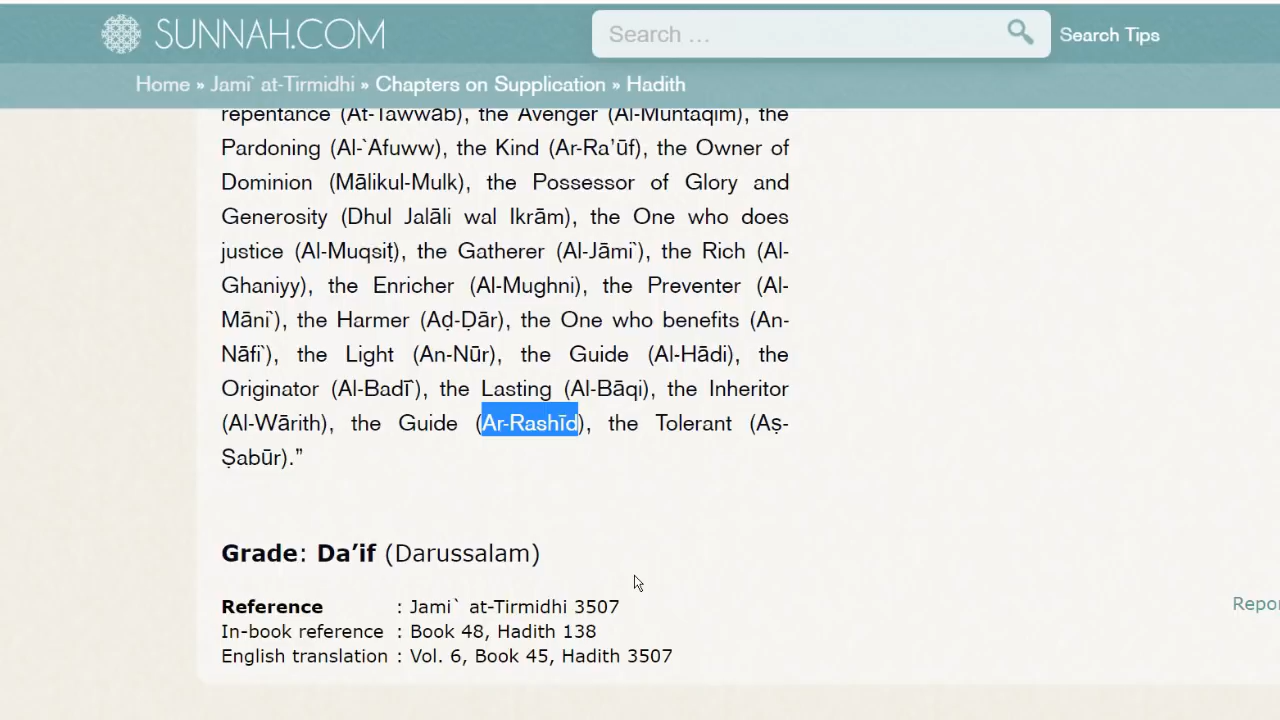 SUNNAH.COM
Search …
Search Tips
Home » Jami` at-Tirmidhi » Chapters on Supplication » Hadith
repentance (At-Tawwāb), the Avenger (Al-Muntaqim), the
Pardoning (Al-`Afuww), the Kind (Ar-Ra’ūf), the Owner of
Dominion (Mālikul-Mulk), the Possessor of Glory and
Generosity (Dhul Jalāli wal Ikrām), the One who does
justice (Al-Muqsiṭ), the Gatherer (Al-Jāmi`), the Rich (Al-
Ghaniyy), the Enricher (Al-Mughni), the Preventer (Al-
Māni`), the Harmer (Aḍ-Ḍār), the One who benefits (An-
Nāfi`), the Light (An-Nūr), the Guide (Al-Hādi), the
Originator (Al-Badī`), the Lasting (Al-Bāqi), the Inheritor
(Al-Wārith), the Guide (Ar-Rashīd), the Tolerant (Aṣ-
Ṣabūr).”
Grade: Da’if (Darussalam)
Reference : Jami` at-Tirmidhi 3507
In-book reference : Book 48, Hadith 138
English translation : Vol. 6, Book 45, Hadith 3507
Repor